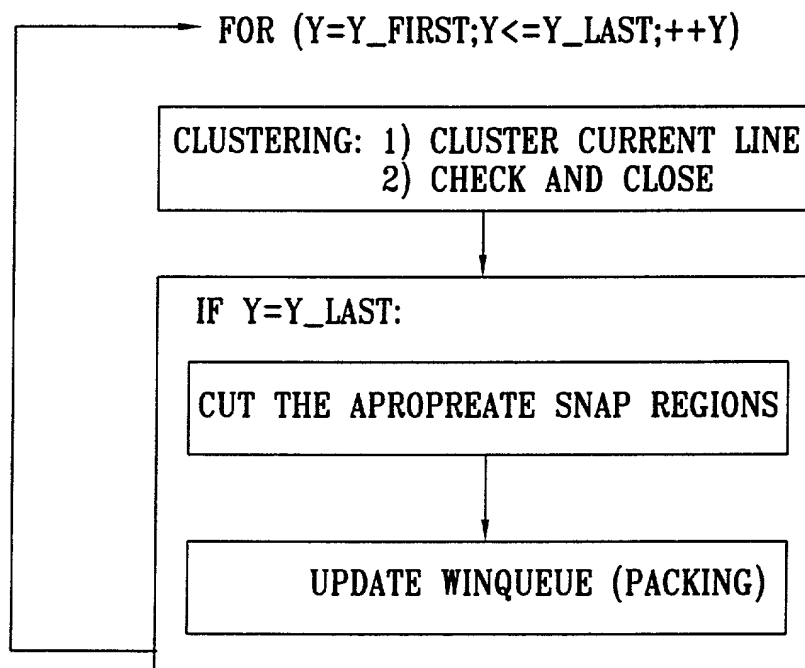 FOR (Y=Y_FIRST;Y<=Y_LAST;++Y)
CLUSTERING: 1) CLUSTER CURRENT LINE
2) CHECK AND CLOSE
IF Y=Y_LAST:
CUT THE APROPREATE SNAP REGIONS
UPDATE WINQUEUE (PACKING)